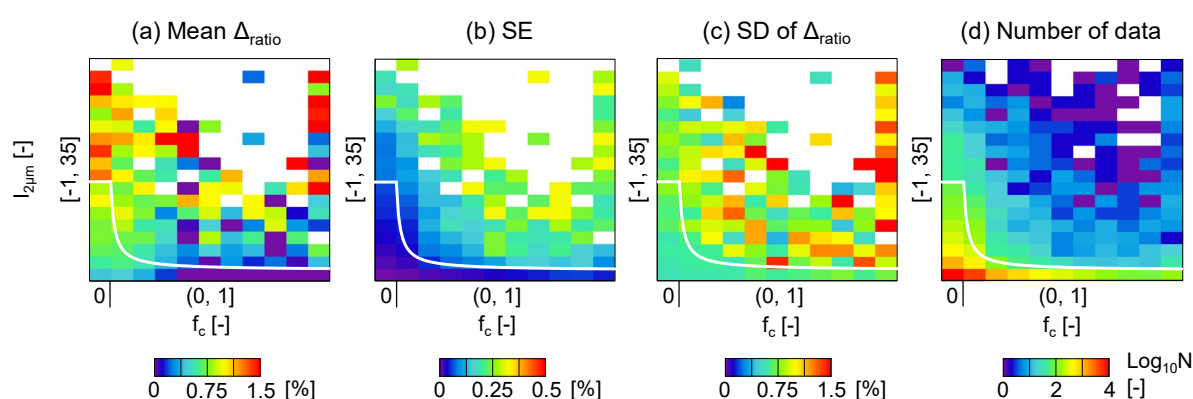 (a) Mean Δratio
(b) SE
(c) SD of Δratio
(d) Number of data
I2μm [-]
[-1, 35]
[-1, 35]
[-1, 35]
[-1, 35]
0 (0, 1]
0 (0, 1]
0 (0, 1]
0 (0, 1]
fc [-]
fc [-]
fc [-]
fc [-]
0 0.75 1.5 [%]
0 0.25 0.5 [%]
0 0.75 1.5 [%]
0 2 4 Log10N
[-]